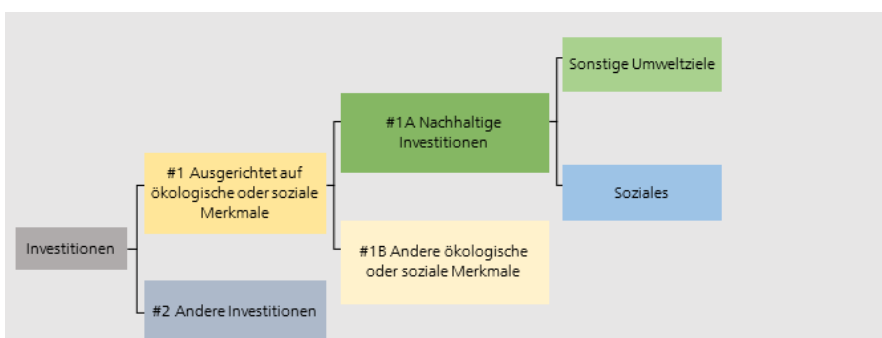 Investitionen
#1 Ausgerichtet auf
ökologische oder soziale
Merkmale
#2 Andere Investitionen
#1A Nachhaltige
Investitionen
#1B Andere ökologische
oder soziale Merkmale
Sonstige Umweltziele
Soziales